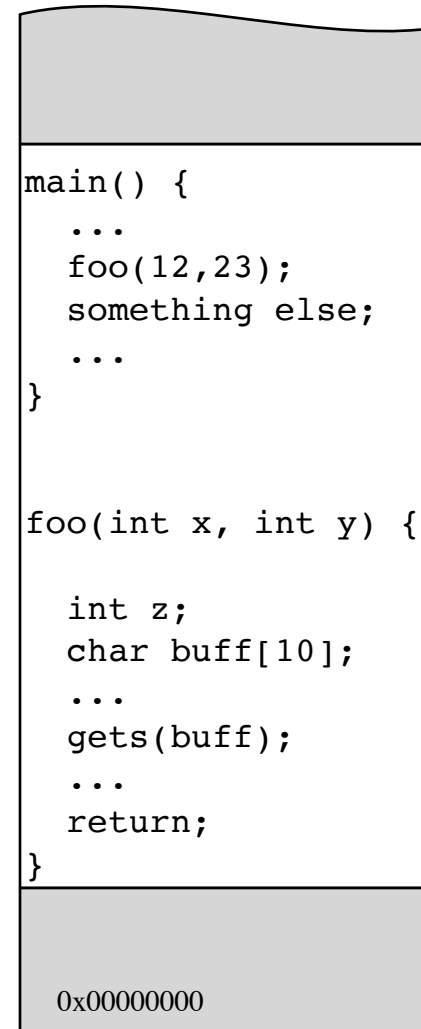 main() {
...
foo(12,23);
something else;
...
}
foo(int x, int y) {
int z;
char buff[10];
...
gets(buff);
...
return;
}
0x00000000